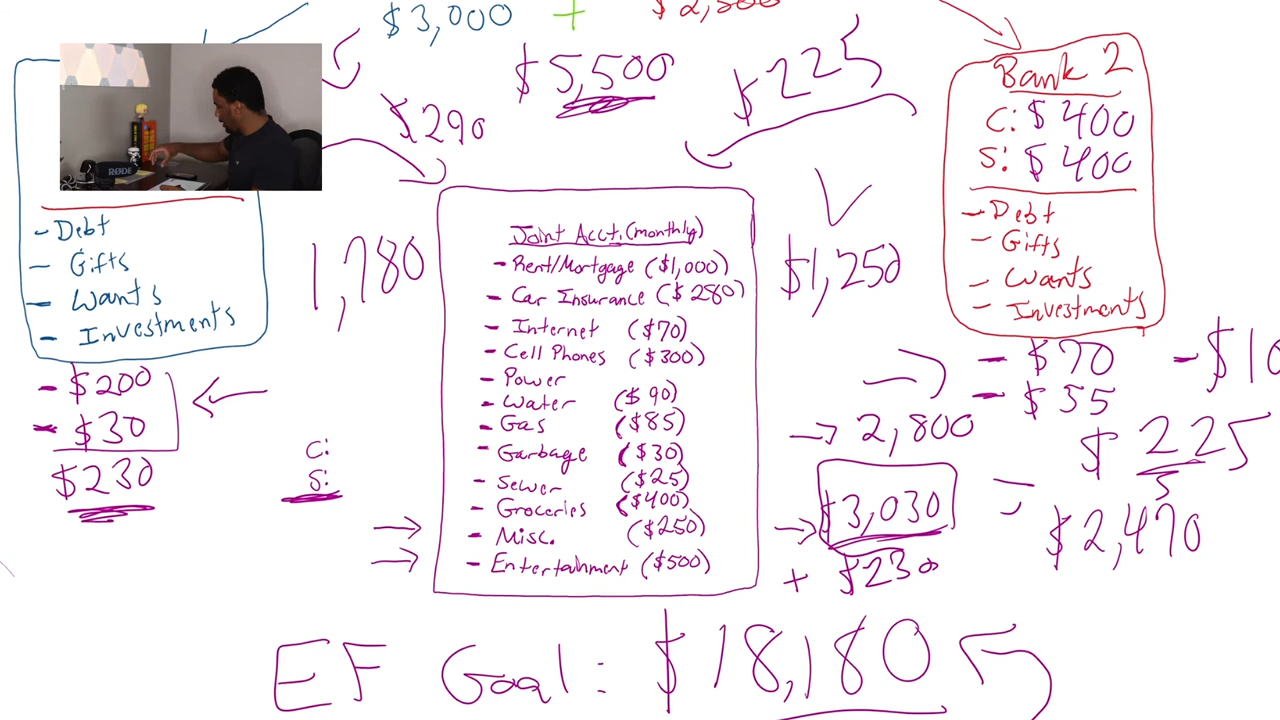 $3,000 +
$5,500
$225
$290
Bank 2
C: $400
S: $400
- Debt
- Gifts
- Wants
- Investments
RØDE
- Debt
- Gifts
- Wants
- Investments
1,780
$1,250
Joint Acct. (monthly)
- Rent/Mortgage ($1,000)
- Car Insurance ($280)
- Internet ($70)
- Cell Phones ($300)
- Power
- Water ($90)
- Gas ($85)
- Garbage ($30)
- Sewer ($25)
- Groceries ($400)
- Misc. ($250)
- Entertainment ($500)
- $200
- $30
$230
C:
S:
- $70
- $55
- $10
$225
2,800
$3,030
+ $230
= $2,470
EF Goal: $18,180